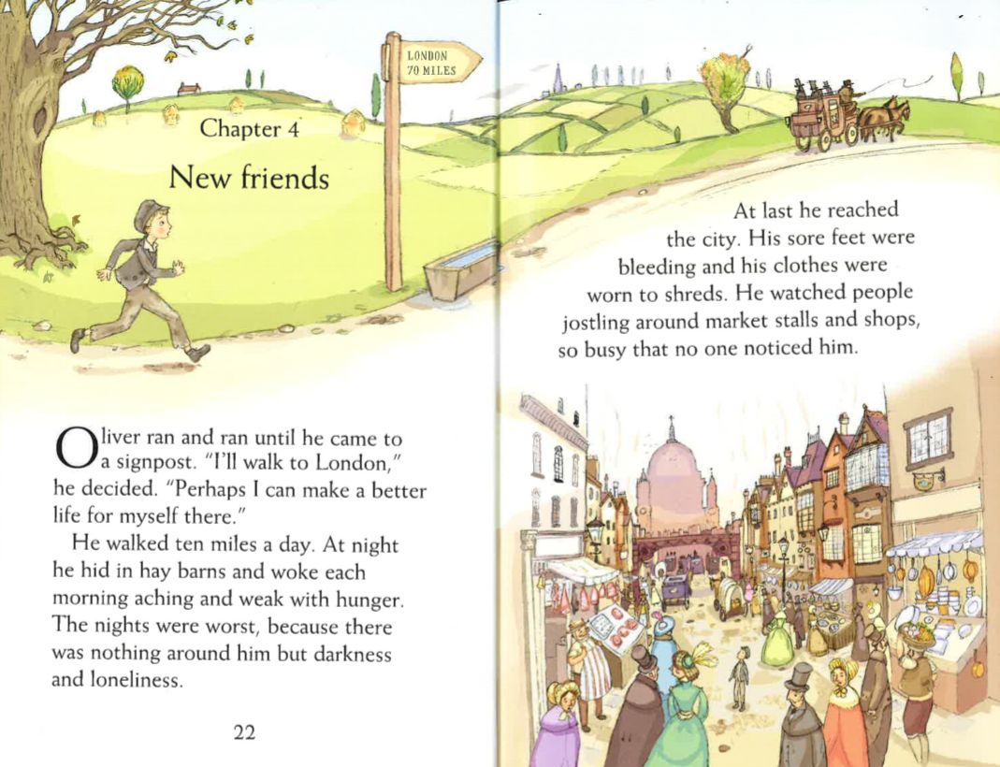 LONDON
70 MILES
Chapter 4
New friends
Oliver ran and ran until he came to
a signpost. “I’ll walk to London,”
he decided. “Perhaps I can make a better
life for myself there.”
He walked ten miles a day. At night
he hid in hay barns and woke each
morning aching and weak with hunger.
The nights were worst, because there
was nothing around him but darkness
and loneliness.
22
At last he reached
the city. His sore feet were
bleeding and his clothes were
worn to shreds. He watched people
jostling around market stalls and shops,
so busy that no one noticed him.